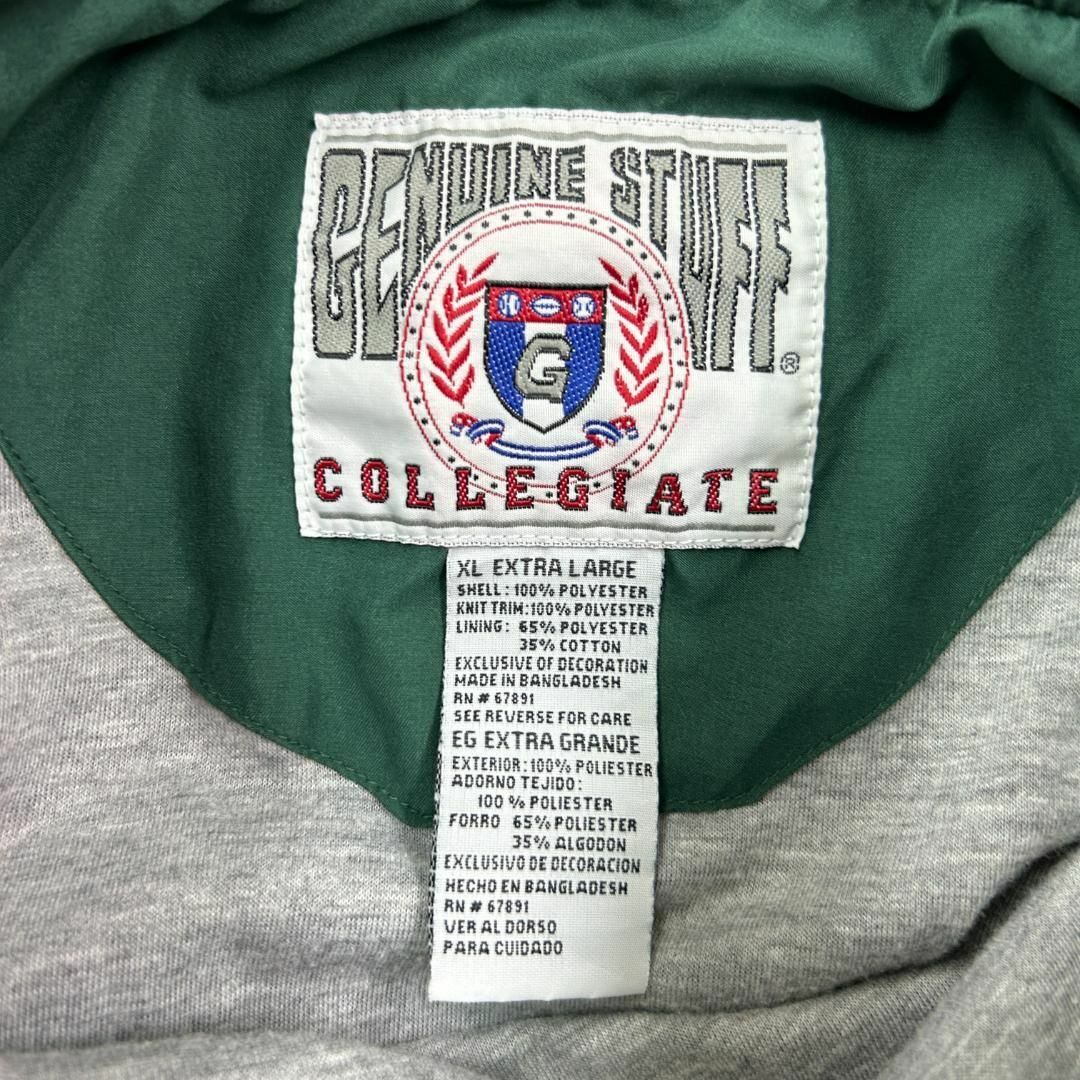 GENUINE STUFF
®
G
COLLEGIATE
XL EXTRA LARGE
SHELL: 100% POLYESTER
KNIT TRIM: 100% POLYESTER
LINING: 65% POLYESTER
35% COTTON
EXCLUSIVE OF DECORATION
MADE IN BANGLADESH
RN # 67891
SEE REVERSE FOR CARE
EG EXTRA GRANDE
EXTERIOR: 100% POLIESTER
ADORNO TEJIDO:
100 % POLIESTER
FORRO 65% POLIESTER
35% ALGODON
EXCLUSIVO DE DECORACION
HECHO EN BANGLADESH
RN # 67891
VER AL DORSO
PARA CUIDADO